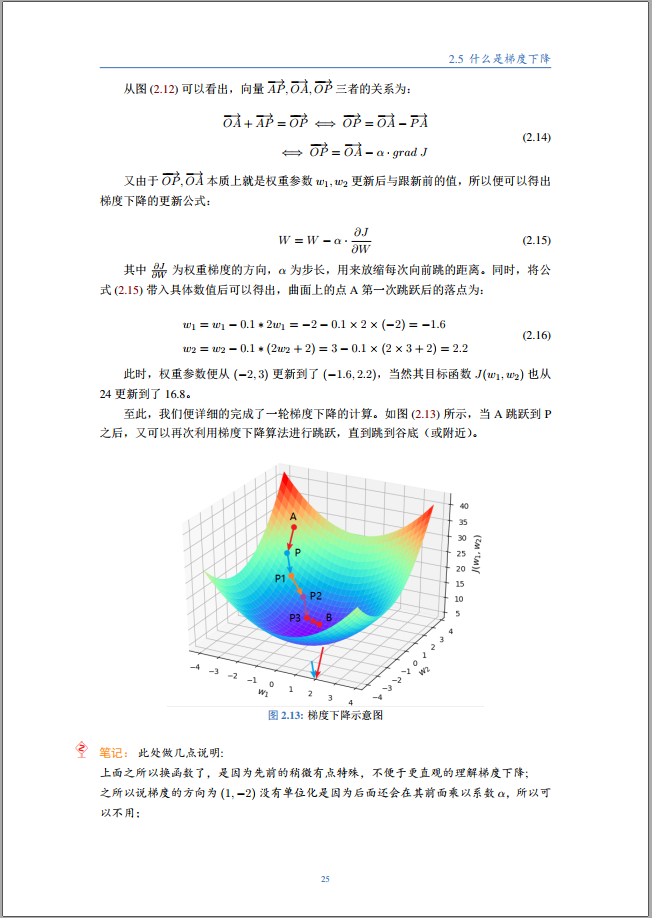 2.5 什么是梯度下降
从图 (2.12) 可以看出，向量 $\overrightarrow{AP}, \overrightarrow{OA}, \overrightarrow{OP}$ 三者的关系为：
$\overrightarrow{OA} + \overrightarrow{AP} = \overrightarrow{OP} \iff \overrightarrow{OP} = \overrightarrow{OA} - \overrightarrow{PA}$
$\iff \overrightarrow{OP} = \overrightarrow{OA} - \alpha \cdot grad\ J$
(2.14)
又由于 $\overrightarrow{OP}, \overrightarrow{OA}$ 本质上就是权重参数 $w_1, w_2$ 更新后与跟新前的值，所以便可以得出
梯度下降的更新公式：
$W = W - \alpha \cdot \frac{\partial J}{\partial W}$ (2.15)
其中 $\frac{\partial J}{\partial W}$ 为权重梯度的方向，$\alpha$ 为步长，用来放缩每次向前跳的距离。同时，将公
式 (2.15) 带入具体数值后可以得出，曲面上的点 A 第一次跳跃后的落点为：
$w_1 = w_1 - 0.1 * 2w_1 = -2 - 0.1 \times 2 \times (-2) = -1.6$
$w_2 = w_2 - 0.1 * (2w_2 + 2) = 3 - 0.1 \times (2 \times 3 + 2) = 2.2$
(2.16)
此时，权重参数便从 (−2, 3) 更新到了 (−1.6, 2.2)，当然其目标函数 $J(w_1, w_2)$ 也从
24 更新到了 16.8。
至此，我们便详细的完成了一轮梯度下降的计算。如图 (2.13) 所示，当 A 跳跃到 P
之后，又可以再次利用梯度下降算法进行跳跃，直到跳到谷底（或附近）。
A
P
P1
P2
P3
B
40
35
30
25
20
15
10
5
J(w₁, w₂)
−4 −3 −2 −1 0 1 2 3 4
w₁
−4 −3 −2 −1 0 1 2 3 4
w₂
图 2.13: 梯度下降示意图
笔记： 此处做几点说明:
上面之所以换函数了，是因为先前的稍微有点特殊，不便于更直观的理解梯度下降;
之所以说梯度的方向为 (1, −2) 没有单位化是因为后面还会在其前面乘以系数 $\alpha$，所以可
以不用;
25